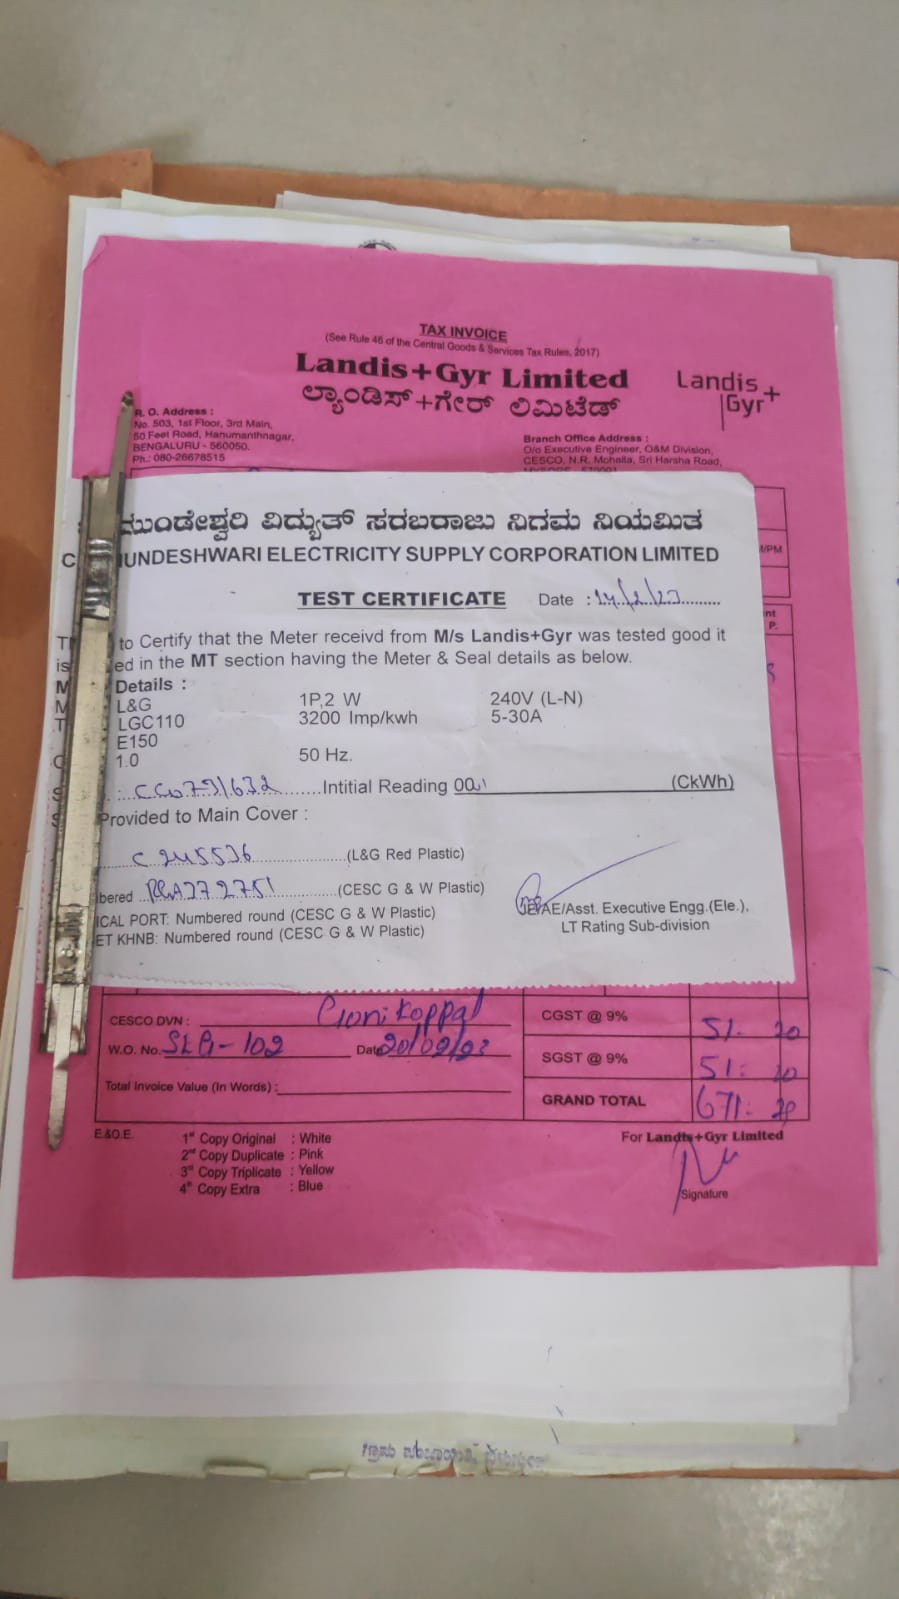 TAX INVOICE
(See Rule 46 of the Central Goods & Services Tax Rules, 2017)
Landis+Gyr Limited
ಲ್ಯಾಂಡಿಸ್+ಗೇರ್ ಲಿಮಿಟೆಡ್
Landis+
Gyr
R. O. Address :
No. 503, 1st Floor, 3rd Main,
60 Feet Road, Hanumanthnagar,
BENGALURU - 560050.
Ph.: 080-26678515
Branch Office Address :
O/o Executive Engineer, O&M Division,
CESCO, N.R. Mohalla, Sri Harsha Road,
ಮುಂಡೇಶ್ವರಿ ವಿದ್ಯುತ್ ಸರಬರಾಜು ನಿಗಮ ನಿಯಮಿತ
UNDESHWARI ELECTRICITY SUPPLY CORPORATION LIMITED
TEST CERTIFICATE
Date :
to Certify that the Meter receivd from M/s Landis+Gyr was tested good it
is ed in the MT section having the Meter & Seal details as below.
Details :
L&G 1P,2 W 240V (L-N)
LGC110 3200 Imp/kwh 5-30A
E150
1.0 50 Hz.
Intitial Reading (CkWh)
Provided to Main Cover :
C 245536 (L&G Red Plastic)
bered (CESC G & W Plastic)
ICAL PORT: Numbered round (CESC G & W Plastic)
ET KHNB: Numbered round (CESC G & W Plastic)
JE/AE/Asst. Executive Engg.(Ele.),
LT Rating Sub-division
CESCO DVN :
W.O. No. SLG-102 Date 20/02/23
Total Invoice Value (In Words) :
CGST @ 9% 51 - 20
SGST @ 9% 51 - 20
GRAND TOTAL 671 -
E.&O.E.
1st Copy Original : White
2nd Copy Duplicate : Pink
3rd Copy Triplicate : Yellow
4th Copy Extra : Blue
For Landis+Gyr Limited
Signature